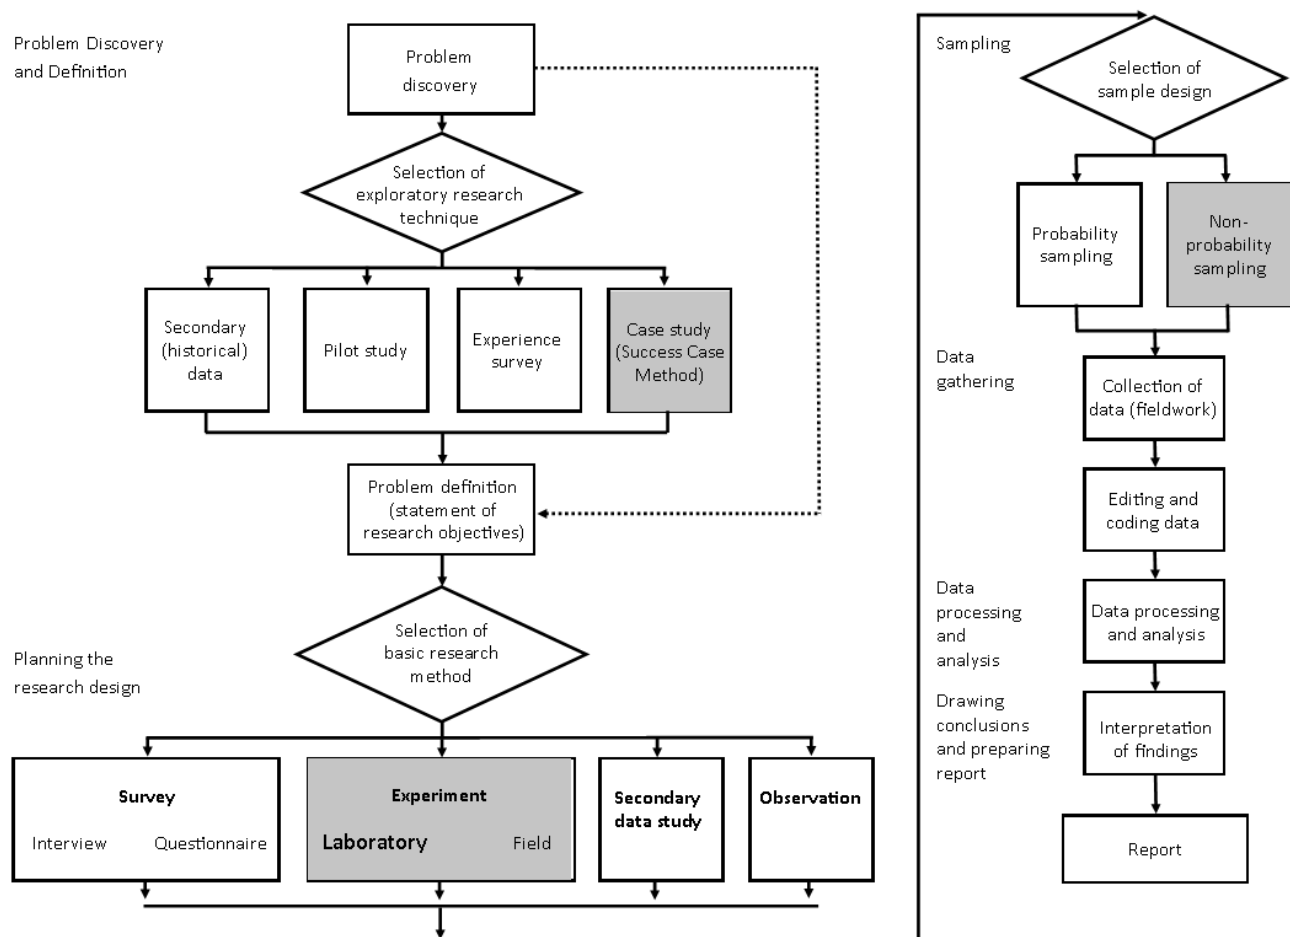 Problem Discovery
and Definition
Problem
discovery
Selection of
exploratory research
technique
Secondary
(historical)
data
Pilot study
Experience
survey
Case study
(Success Case
Method)
Problem definition
(statement of
research objectives)
Selection of
basic research
method
Planning the
research design
Survey
Interview Questionnaire
Experiment
Laboratory Field
Secondary
data study
Observation
Sampling
Selection of
sample design
Probability
sampling
Non-
probability
sampling
Data
gathering
Collection of
data (fieldwork)
Editing and
coding data
Data
processing
and
analysis
Data processing
and analysis
Drawing
conclusions
and preparing
report
Interpretation
of findings
Report